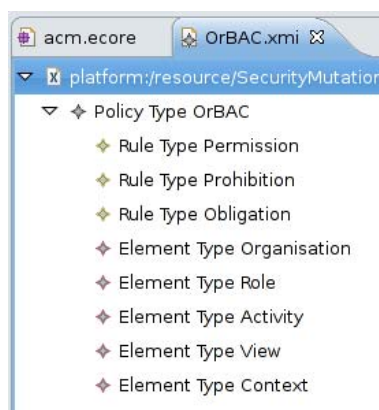 acm.ecore OrBAC.xmi
platform:/resource/SecurityMutation
Policy Type OrBAC
Rule Type Permission
Rule Type Prohibition
Rule Type Obligation
Element Type Organisation
Element Type Role
Element Type Activity
Element Type View
Element Type Context